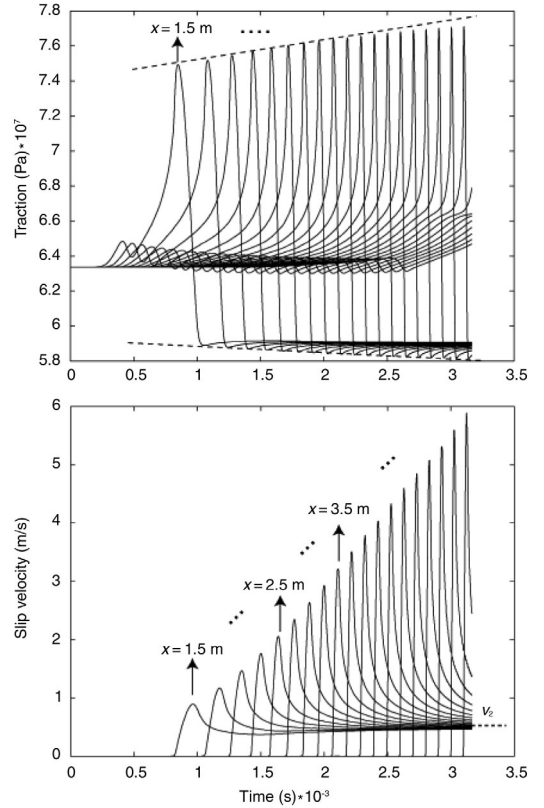 7.8
7.6
7.4
7.2
7
6.8
6.6
6.4
6.2
6
5.9
5.8
Traction (Pa)*10⁷
x = 1.5 m
0 0.5 1 1.5 2 2.5 3 3.5
6
5
4
3
2
1
0
Slip velocity (m/s)
x = 3.5 m
x = 2.5 m
x = 1.5 m
V₂
0 0.5 1 1.5 2 2.5 3 3.5
Time (s)*10⁻³